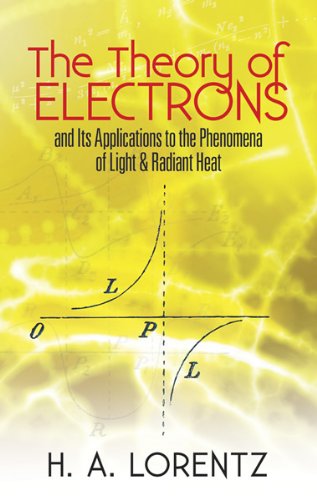 The Theory of
ELECTRONS
and Its Applications to the Phenomena
of Light & Radiant Heat
L
O
P
L
R
H. A. LORENTZ